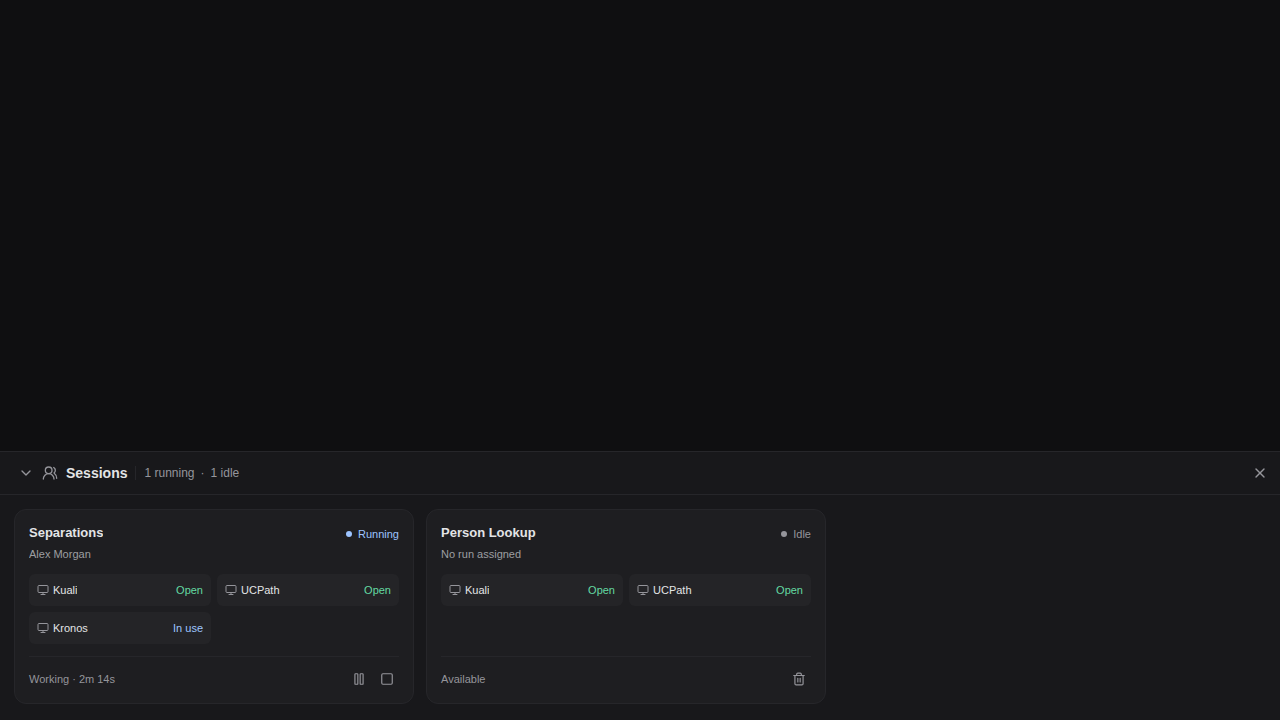 Sessions 1 running · 1 idle
Separations Running
Alex Morgan
Kuali Open UCPath Open
Kronos In use
Working · 2m 14s
Person Lookup Idle
No run assigned
Kuali Open UCPath Open
Available